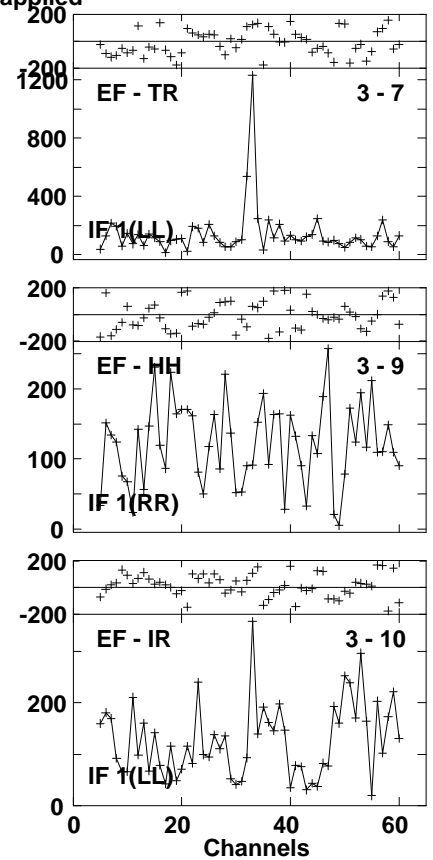 applied
200
-200
1200
EF - TR 3 - 7
800
400
IF 1(LL)
0
200
-200
EF - HH 3 - 9
200
100
IF 1(RR)
0
200
-200
EF - IR 3 - 10
200
IF 1(LL)
0
0 20 40 60
Channels